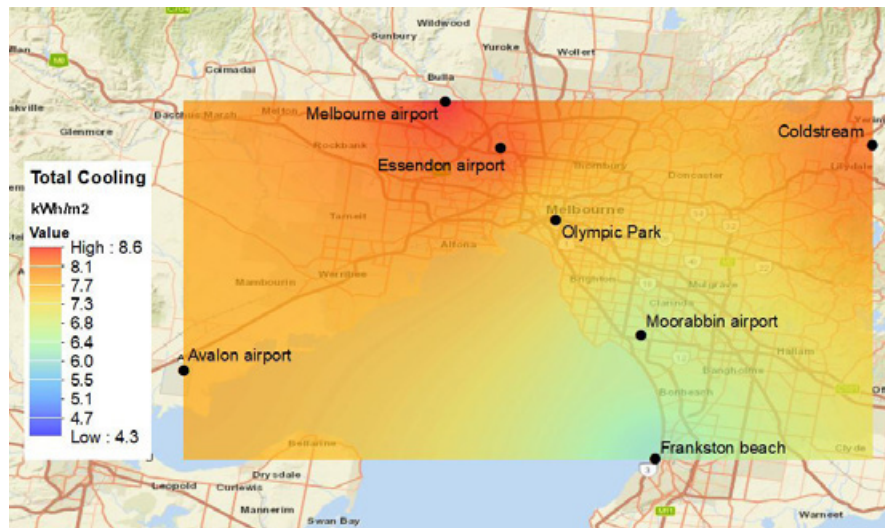 Wildwood
Sunbury
Yuroke
Wollert
Coimadai
Bulla
Bacchus Marsh
Melton
Melbourne airport
Glenmore
Rockbank
Essendon airport
Coldstream
Lilydale
Thornbury
Doncaster
Total Cooling
kWh/m2
Value
High : 8.6
8.1
7.7
7.3
6.8
6.4
6.0
5.5
5.1
4.7
Low : 4.3
Tarneit
Melbourne
Olympic Park
Altona
Werribee
Mambourin
Brighton
Mulgrave
Clarinda
Moorabbin airport
Hallam
Avalon airport
Bangholme
Bonbeach
Frankston beach
Clyde
Bellarine
Drysdale
Leopold
Curlewis
Mannerim
Swan Bay
Warneet
3